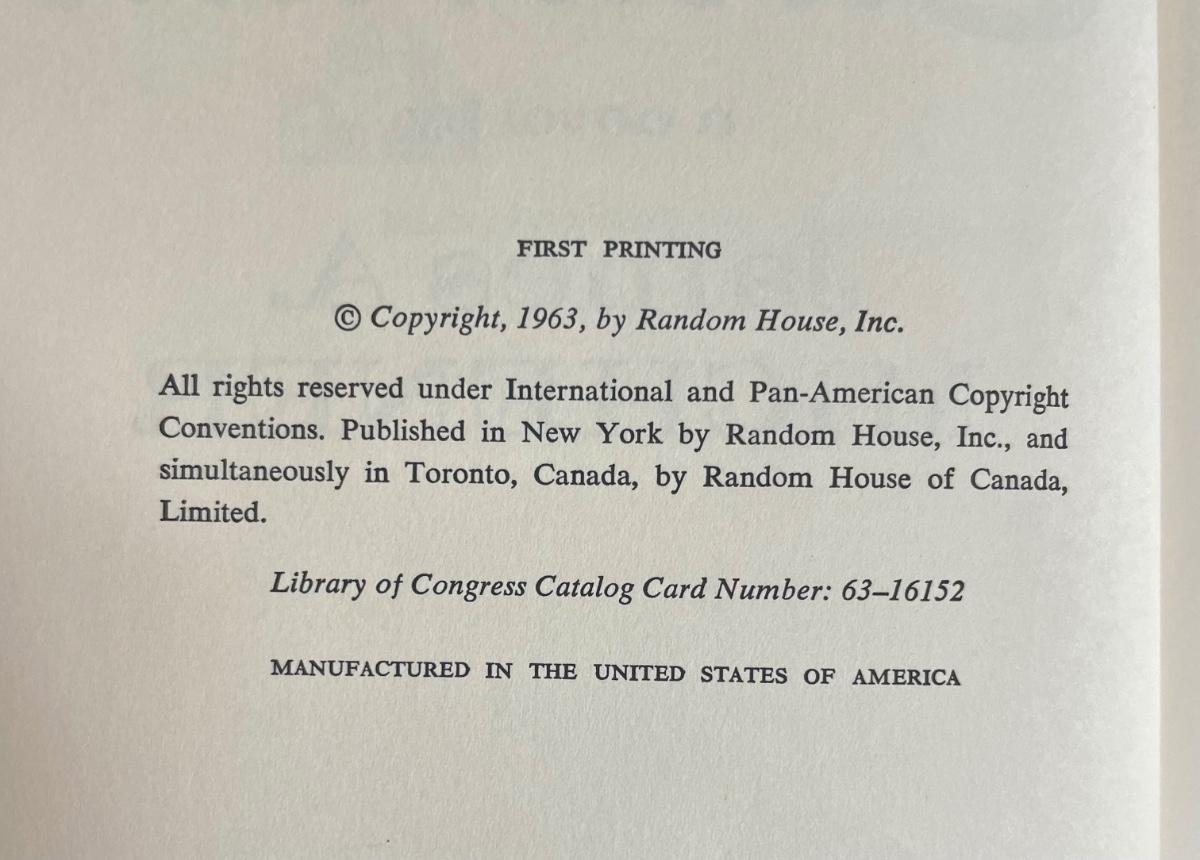 FIRST PRINTING
© Copyright, 1963, by Random House, Inc.
All rights reserved under International and Pan-American Copyright
Conventions. Published in New York by Random House, Inc., and
simultaneously in Toronto, Canada, by Random House of Canada,
Limited.
Library of Congress Catalog Card Number: 63–16152
MANUFACTURED IN THE UNITED STATES OF AMERICA